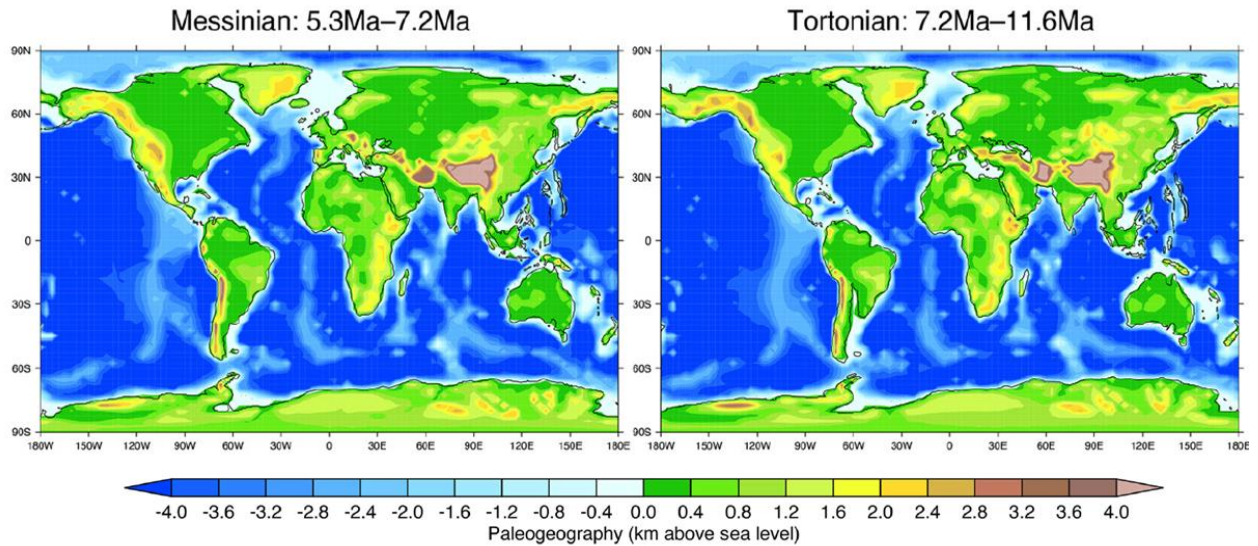 Messinian: 5.3Ma–7.2Ma
Tortonian: 7.2Ma–11.6Ma
90N
60N
30N
0
30S
60S
90S
180W 150W 120W 90W 60W 30W 0 30E 60E 90E 120E 150E 180E
90N
60N
30N
0
30S
60S
90S
180W 150W 120W 90W 60W 30W 0 30E 60E 90E 120E 150E 180E
-4.0 -3.6 -3.2 -2.8 -2.4 -2.0 -1.6 -1.2 -0.8 -0.4 0.0 0.4 0.8 1.2 1.6 2.0 2.4 2.8 3.2 3.6 4.0
Paleogeography (km above sea level)